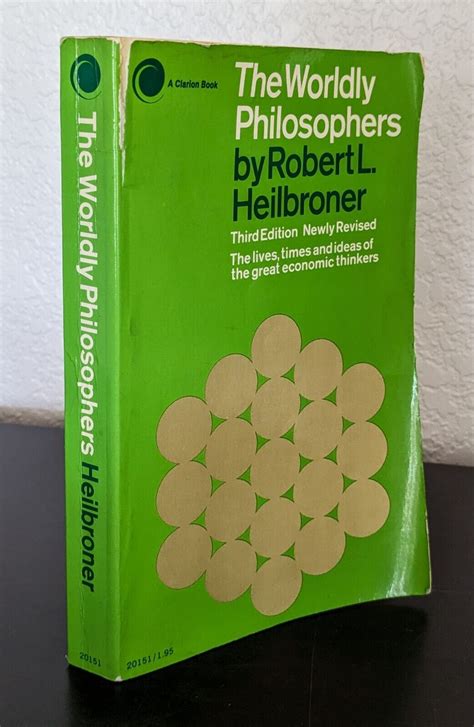 The Worldly Philosophers Heilbroner
20151
A Clarion Book
The Worldly
Philosophers
by Robert L.
Heilbroner
Third Edition Newly Revised
The lives, times and ideas of
the great economic thinkers
20151/1.95